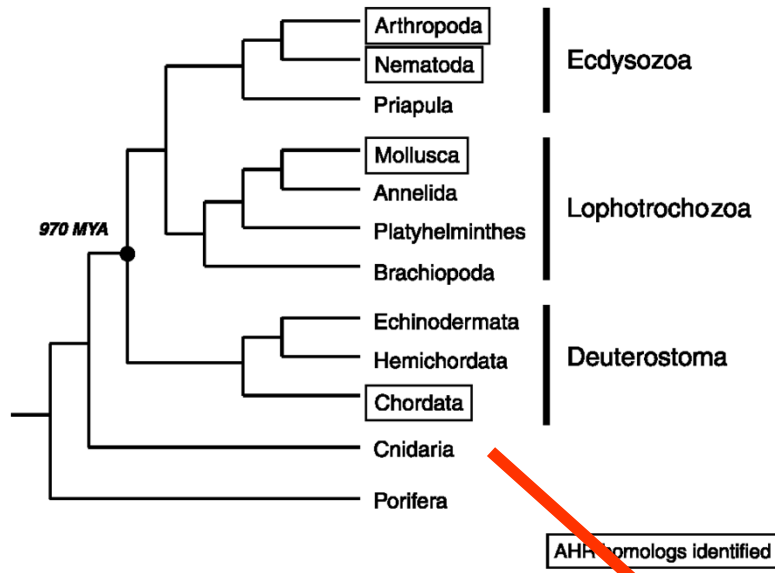 Arthropoda
Nematoda
Priapula
Ecdysozoa
Mollusca
Annelida
Platyhelminthes
Brachiopoda
Lophotrochozoa
970 MYA
Echinodermata
Hemichordata
Chordata
Deuterostoma
Cnidaria
Porifera
AHR homologs identified